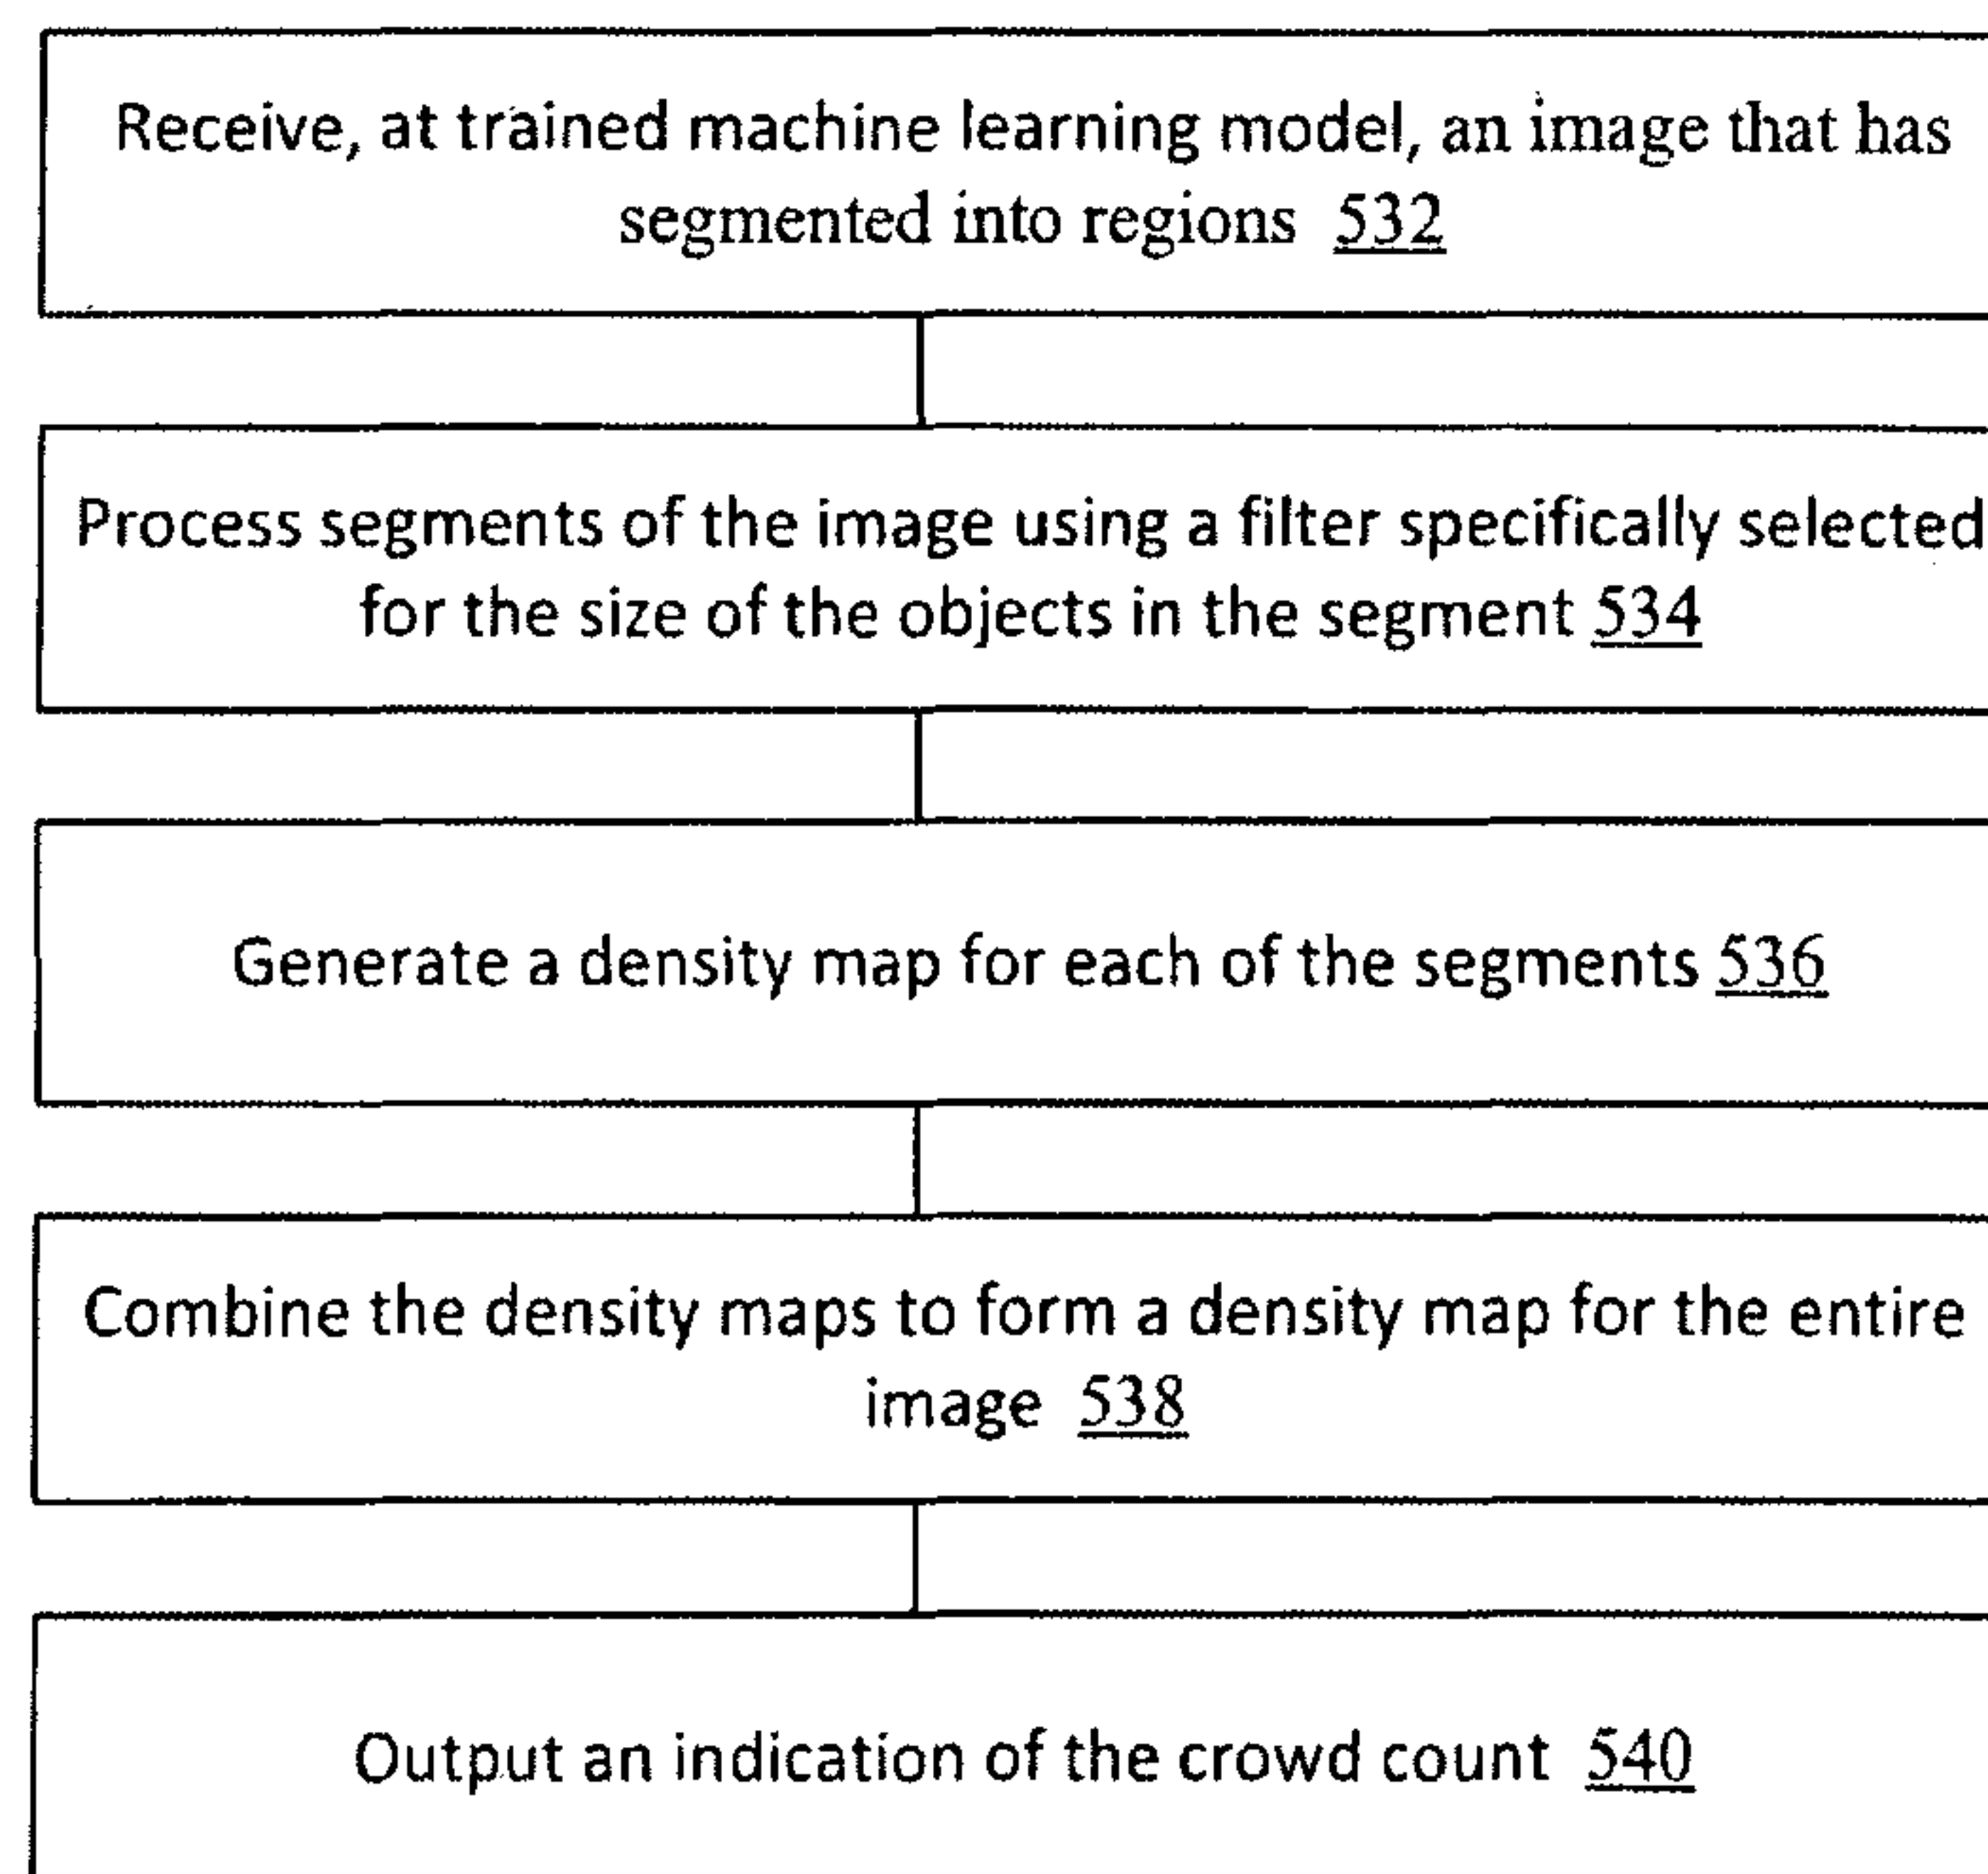 Receive, at trained machine learning model, an image that has
segmented into regions 532
Process segments of the image using a filter specifically selected
for the size of the objects in the segment 534
Generate a density map for each of the segments 536
Combine the density maps to form a density map for the entire
image 538
Output an indication of the crowd count 540